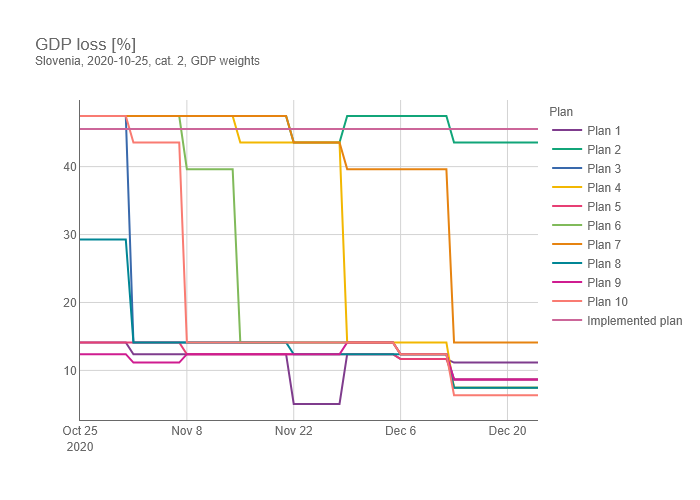 GDP loss [%]
Slovenia, 2020-10-25, cat. 2, GDP weights
Plan
Plan 1
Plan 2
Plan 3
Plan 4
Plan 5
Plan 6
Plan 7
Plan 8
Plan 9
Plan 10
Implemented plan
40
30
20
10
Oct 25
2020
Nov 8
Nov 22
Dec 6
Dec 20